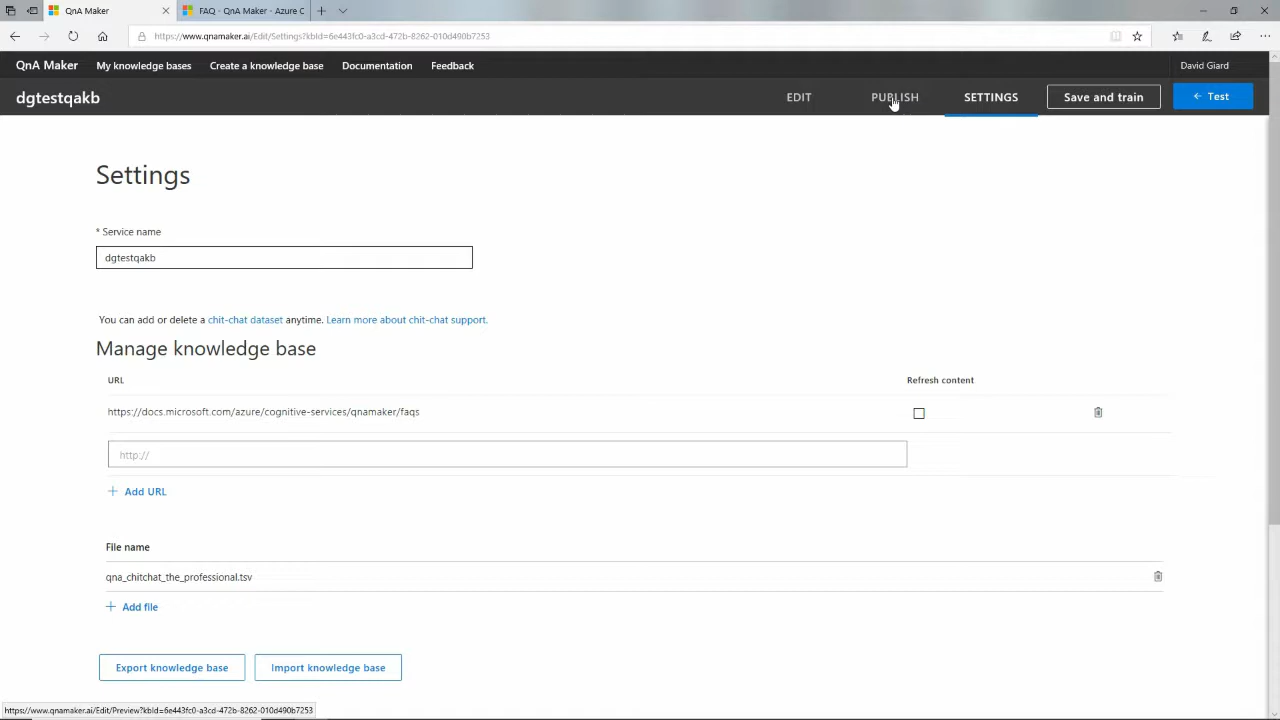 QnA Maker
FAQ - QnA Maker - Azure C
https://www.qnamaker.ai/Edit/Settings?kbId=6e443fc0-a3cd-472b-8262-010d490b7253
QnA Maker My knowledge bases Create a knowledge base Documentation Feedback David Giard
dgtestqakb EDIT PUBLISH SETTINGS Save and train ← Test
Settings
* Service name
dgtestqakb
You can add or delete a chit-chat dataset anytime. Learn more about chit-chat support.
Manage knowledge base
URL Refresh content
https://docs.microsoft.com/azure/cognitive-services/qnamaker/faqs
http://
+ Add URL
File name
qna_chitchat_the_professional.tsv
+ Add file
Export knowledge base Import knowledge base
https://www.qnamaker.ai/Edit/Preview?kbId=6e443fc0-a3cd-472b-8262-010d490b7253